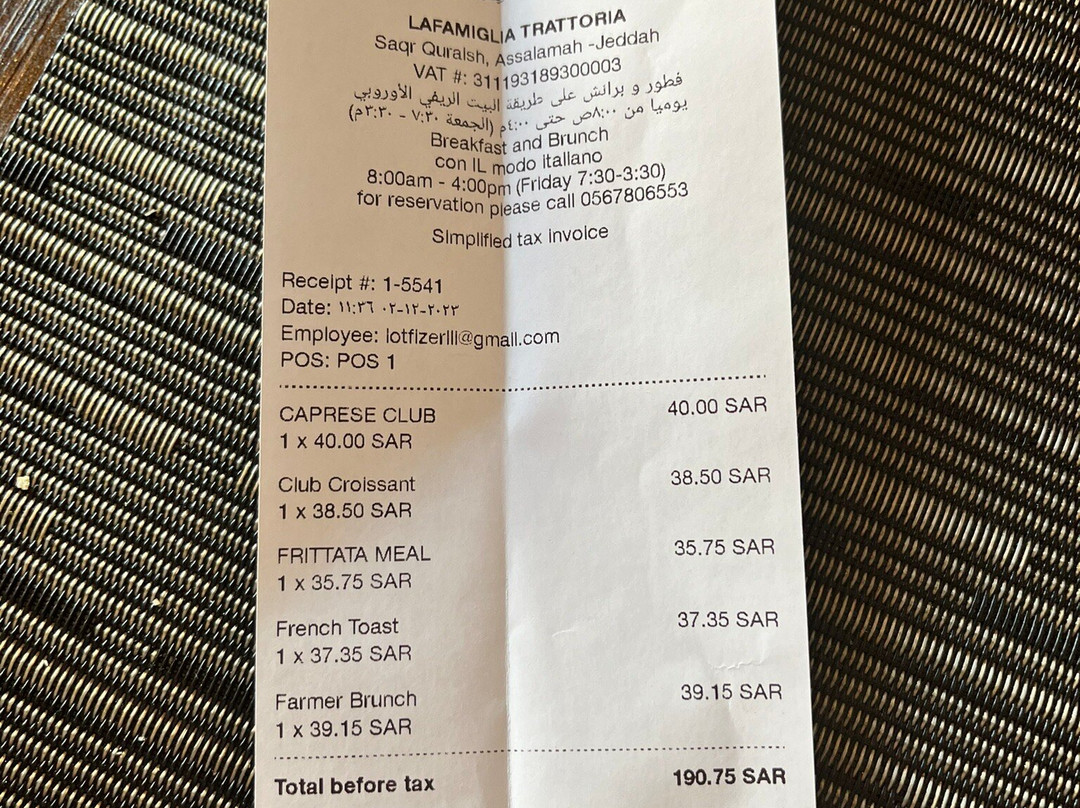 LAFAMIGLIA TRATTORIA
Saqr Quraish, Assalamah -Jeddah
VAT #: 311193189300003
فطور و برانش على طريقة البيت الريفي الأوروبي
يوميا من ٨:٠٠ص حتى ٤:٠٠م (الجمعة ٧:٣٠ - ٣:٣٠م)
Breakfast and Brunch
con IL modo italiano
8:00am - 4:00pm (Friday 7:30-3:30)
for reservation please call 0567806553
Simplified tax invoice
Receipt #: 1-5541
Date: ١١:٣٦ ٠٢-١٢-٢٠٢٣
Employee: lotfizerlll@gmail.com
POS: POS 1
CAPRESE CLUB 40.00 SAR
1 x 40.00 SAR
Club Croissant 38.50 SAR
1 x 38.50 SAR
FRITTATA MEAL 35.75 SAR
1 x 35.75 SAR
French Toast 37.35 SAR
1 x 37.35 SAR
Farmer Brunch 39.15 SAR
1 x 39.15 SAR
Total before tax 190.75 SAR